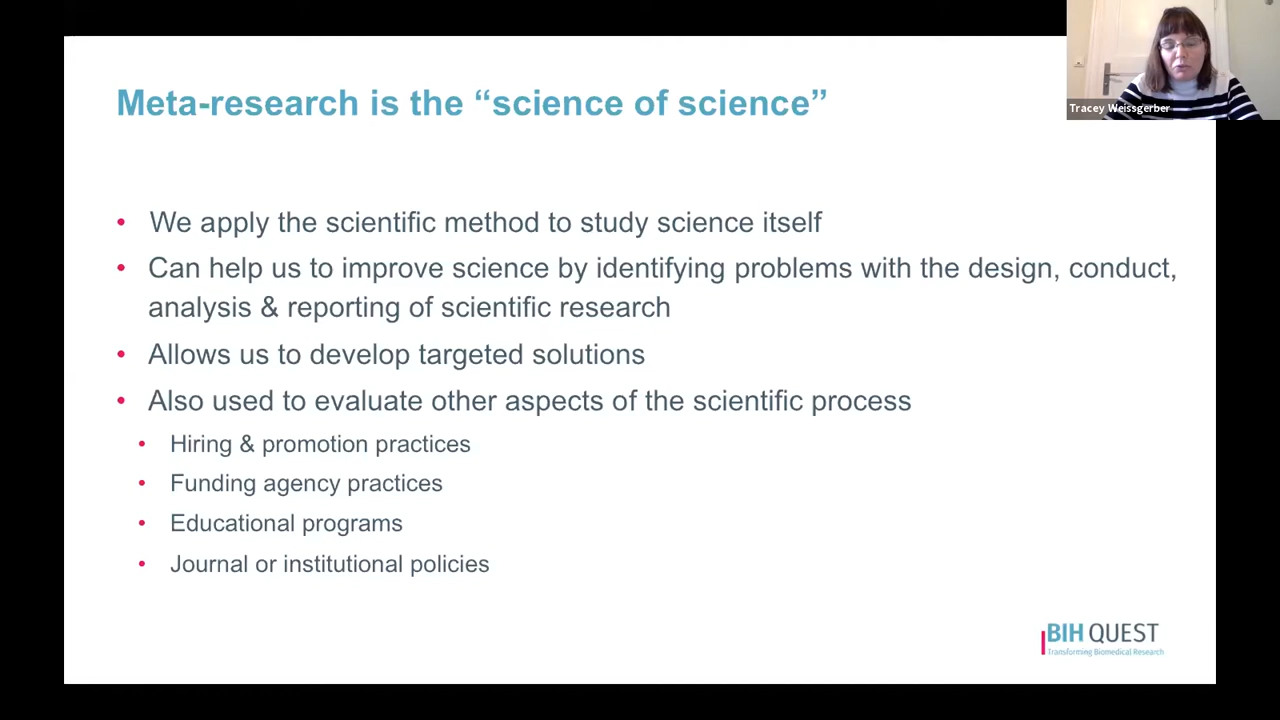 Meta-research is the “science of science”
Tracey Weissgerber
• We apply the scientific method to study science itself
• Can help us to improve science by identifying problems with the design, conduct,
analysis & reporting of scientific research
• Allows us to develop targeted solutions
• Also used to evaluate other aspects of the scientific process
• Hiring & promotion practices
• Funding agency practices
• Educational programs
• Journal or institutional policies
BIH QUEST
Transforming Biomedical Research